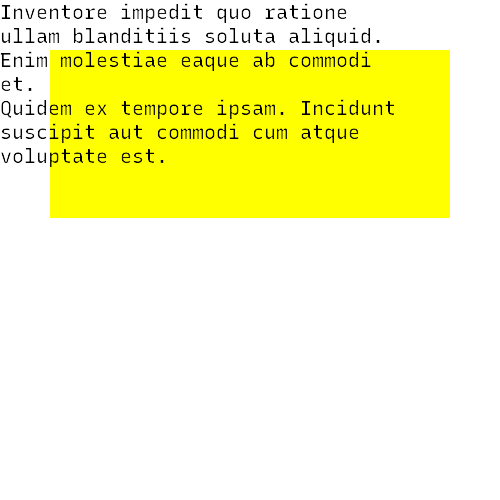 Inventore impedit quo ratione
ullam blanditiis soluta aliquid.
Enim molestiae eaque ab commodi
et.
Quidem ex tempore ipsam. Incidunt
suscipit aut commodi cum atque
voluptate est.